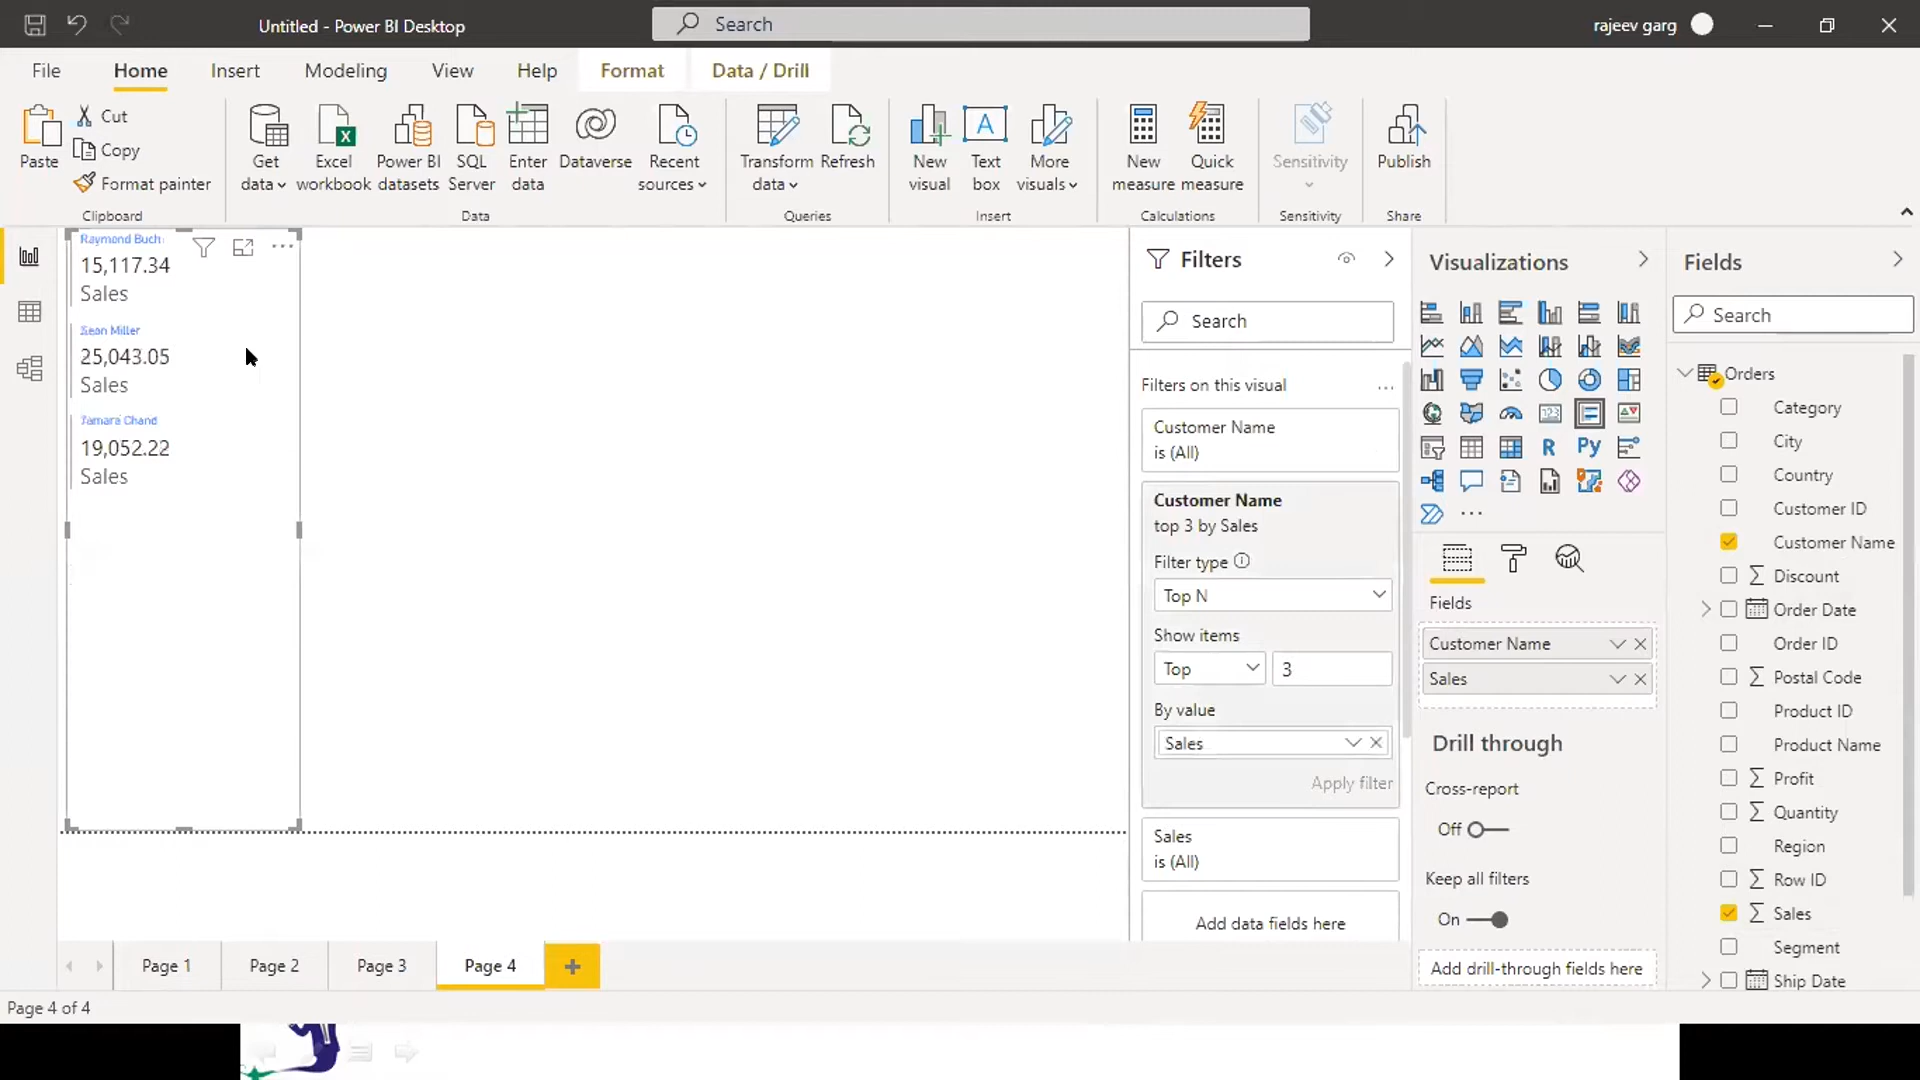 Untitled - Power BI Desktop
Search
rajeev garg
File
Home
Insert
Modeling
View
Help
Format
Data / Drill
Paste
Cut
Copy
Format painter
Clipboard
Get data
Excel workbook
Power BI datasets
SQL Server
Enter data
Dataverse
Recent sources
Data
Transform data
Refresh
Queries
New visual
Text box
More visuals
Insert
New measure
Quick measure
Calculations
Sensitivity
Sensitivity
Publish
Share
Raymond Buch
15,117.34
Sales
Sean Miller
25,043.05
Sales
Tamara Chand
19,052.22
Sales
Filters
Search
Filters on this visual
Customer Name
is (All)
Customer Name
top 3 by Sales
Filter type
Top N
Show items
Top
3
By value
Sales
Apply filter
Sales
is (All)
Add data fields here
Visualizations
123
R
Py
Fields
Customer Name
Sales
Drill through
Cross-report
Off
Keep all filters
On
Add drill-through fields here
Fields
Search
Orders
Category
City
Country
Customer ID
Customer Name
Discount
Order Date
Order ID
Postal Code
Product ID
Product Name
Profit
Quantity
Region
Row ID
Sales
Segment
Ship Date
Page 1
Page 2
Page 3
Page 4
Page 4 of 4